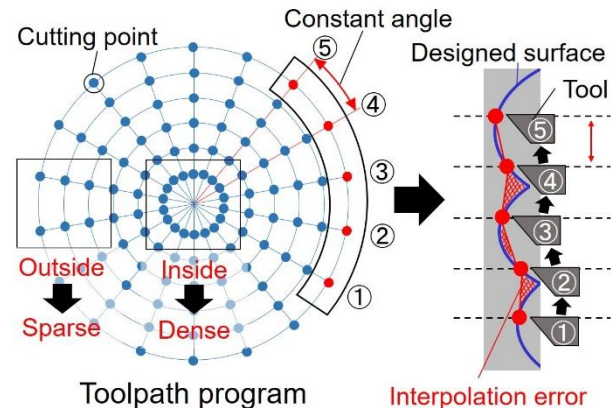 Constant angle
Cutting point
⑤
④
③
②
①
Outside
Sparse
Inside
Dense
Toolpath program
Designed surface
Tool
⑤
④
③
②
①
Interpolation error